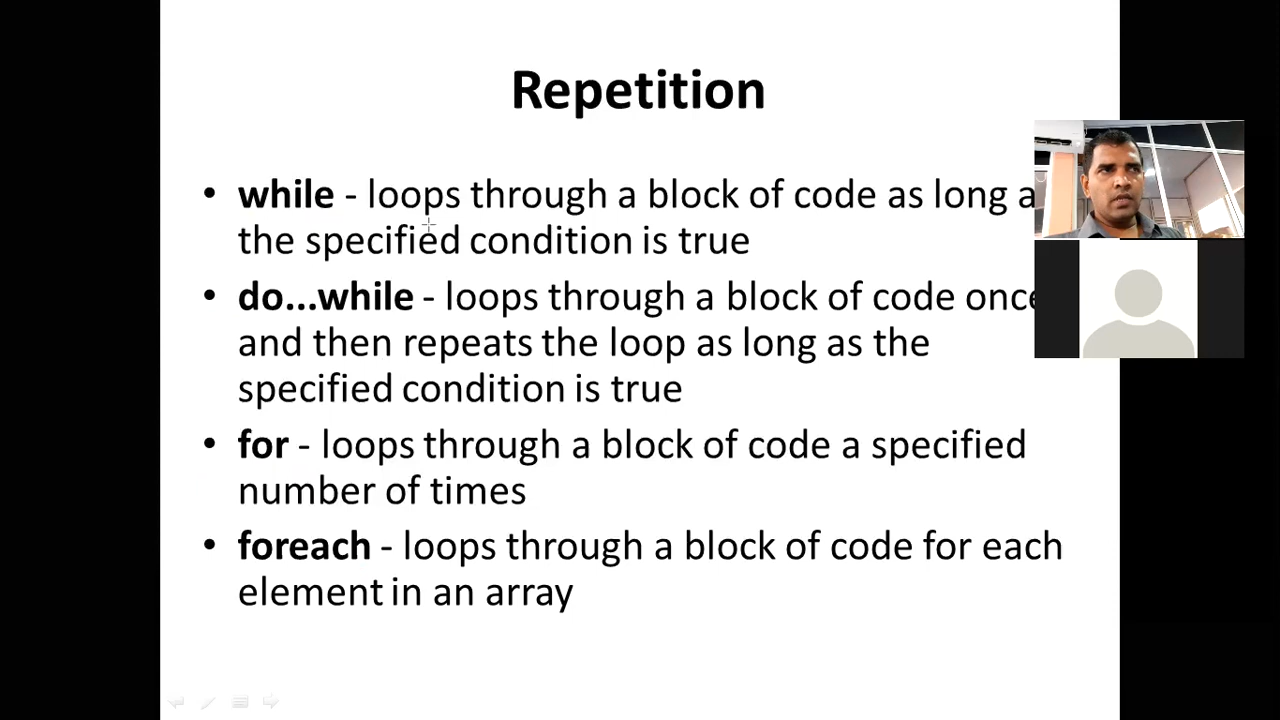 Repetition
• while - loops through a block of code as long a
the specified condition is true
• do...while - loops through a block of code once
and then repeats the loop as long as the
specified condition is true
• for - loops through a block of code a specified
number of times
• foreach - loops through a block of code for each
element in an array